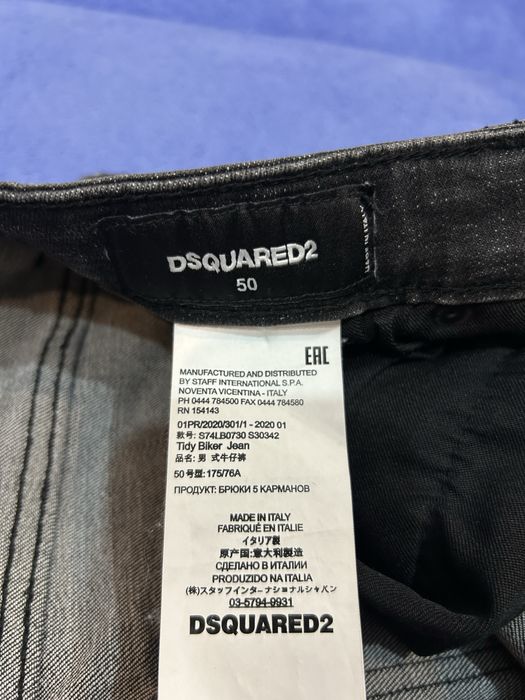 DSQUARED2
50
EAC
MANUFACTURED AND DISTRIBUTED
BY STAFF INTERNATIONAL S.P.A.
NOVENTA VICENTINA - ITALY
PH 0444 784500 FAX 0444 784580
RN 154143
01PR/2020/301/1 - 2020 01
款号: S74LB0730 S30342
Tidy Biker Jean
品名: 男 式牛仔裤
50 号型: 175/76A
ПРОДУКТ: БРЮКИ 5 КАРМАНОВ
MADE IN ITALY
FABRIQUÉ EN ITALIE
イタリア製
原产国:意大利製造
СДЕЛАНО В ИТАЛИИ
PRODUZIDO NA ITALIA
(株)スタッフインターナショナルジャパン
03-5794-9931
DSQUARED2